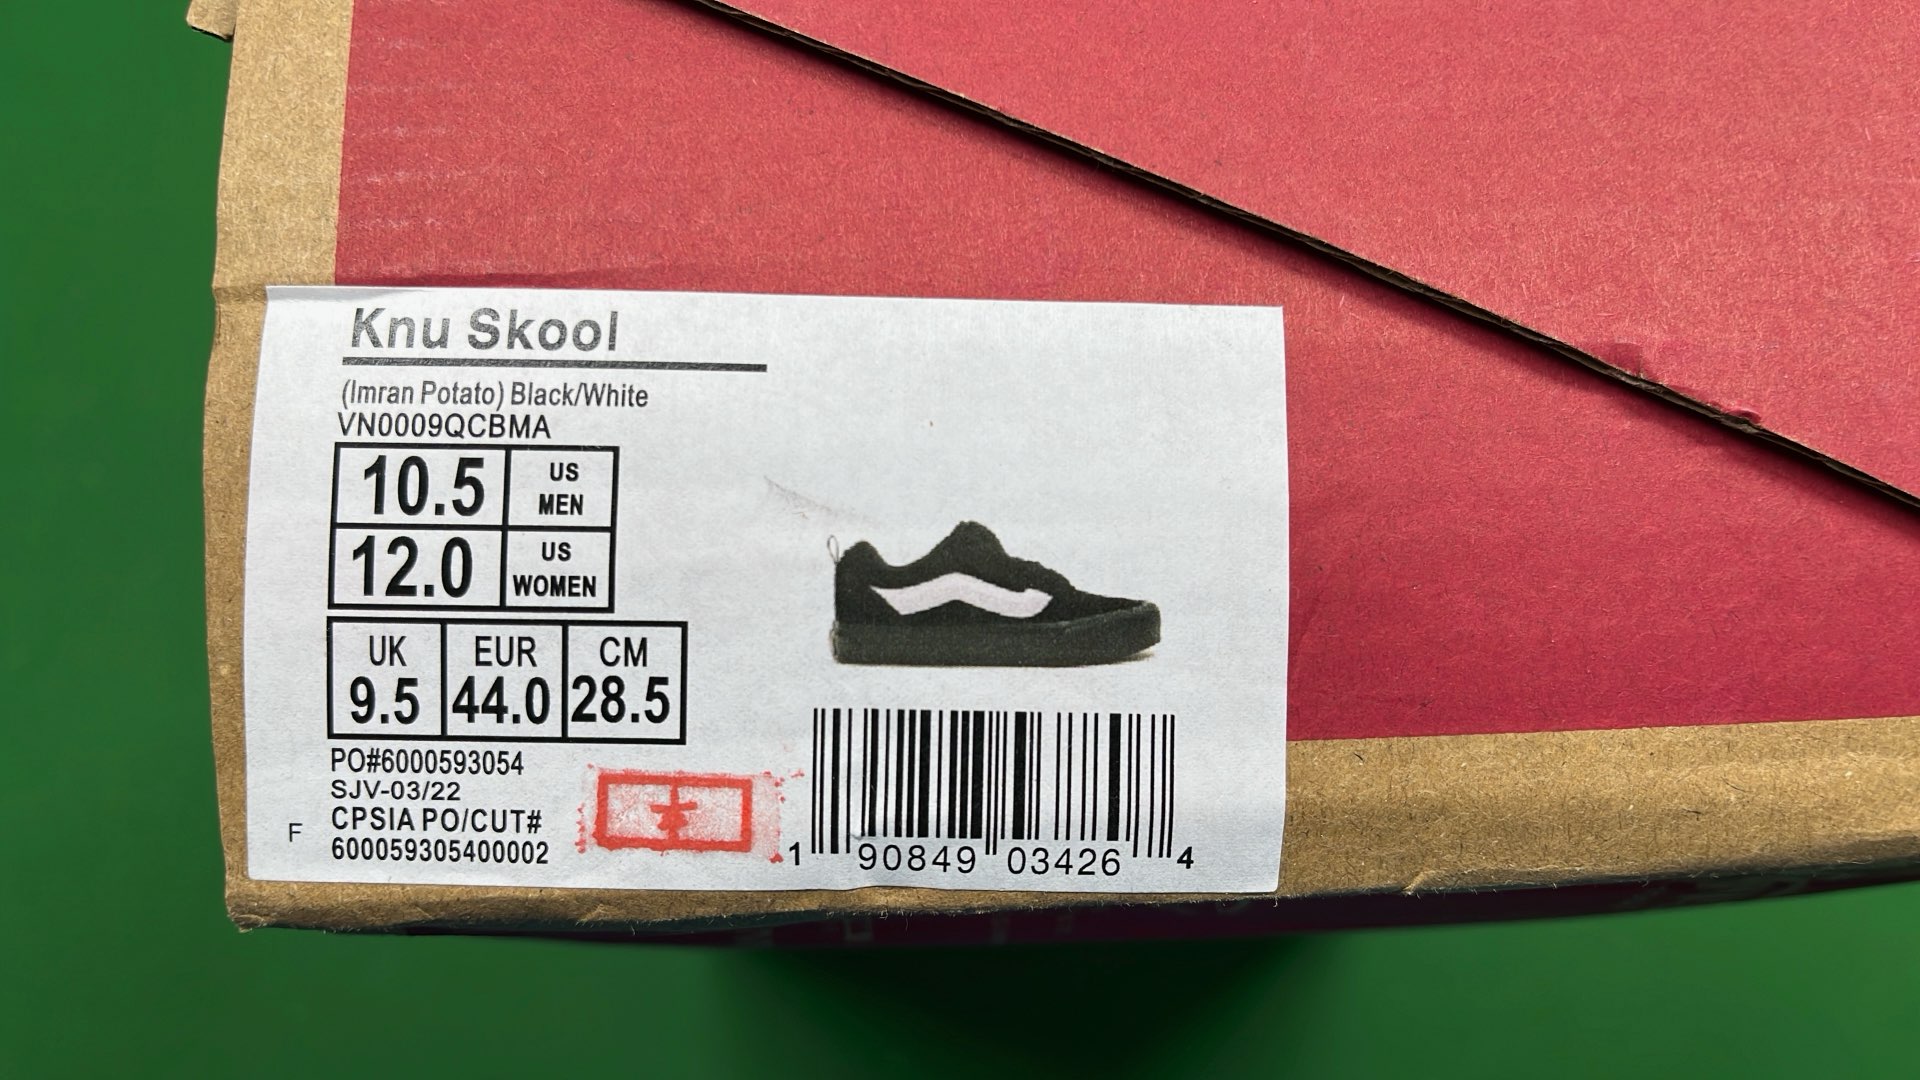 Knu Skool
(Imran Potato) Black/White
VN0009QCBMA
10.5 US MEN
12.0 US WOMEN
UK EUR CM
9.5 44.0 28.5
PO#6000593054
SJV-03/22
CPSIA PO/CUT#
F 600059305400002
1 90849 03426 4